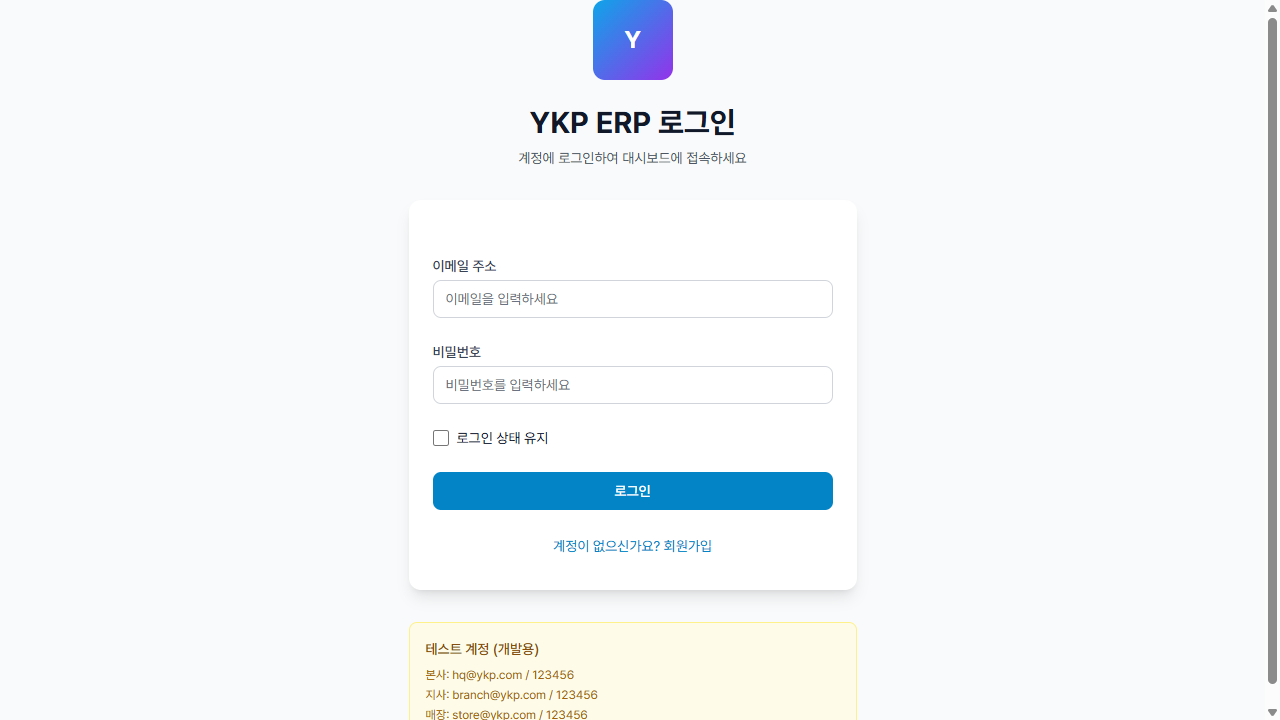 Y
YKP ERP 로그인
계정에 로그인하여 대시보드에 접속하세요
이메일 주소
이메일을 입력하세요
비밀번호
비밀번호를 입력하세요
로그인 상태 유지
로그인
계정이 없으신가요? 회원가입
테스트 계정 (개발용)
본사: hq@ykp.com / 123456
지사: branch@ykp.com / 123456
매장: store@ykp.com / 123456